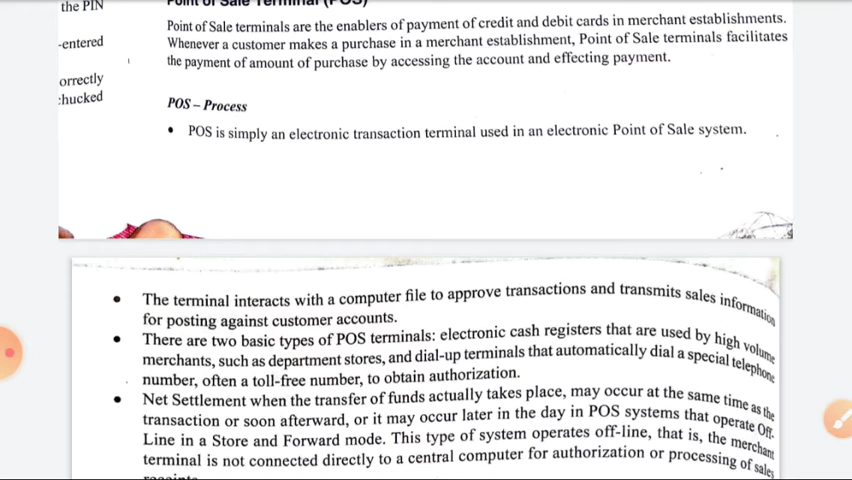 the PIN
-entered
orrectly
:hucked
Point of Sale Terminal (POS)
Point of Sale terminals are the enablers of payment of credit and debit cards in merchant establishments.
Whenever a customer makes a purchase in a merchant establishment, Point of Sale terminals facilitates
the payment of amount of purchase by accessing the account and effecting payment.
POS – Process
• POS is simply an electronic transaction terminal used in an electronic Point of Sale system.
• The terminal interacts with a computer file to approve transactions and transmits sales information
for posting against customer accounts.
• There are two basic types of POS terminals: electronic cash registers that are used by high volume
merchants, such as department stores, and dial-up terminals that automatically dial a special telephone
number, often a toll-free number, to obtain authorization.
• Net Settlement when the transfer of funds actually takes place, may occur at the same time as the
transaction or soon afterward, or it may occur later in the day in POS systems that operate Off-
Line in a Store and Forward mode. This type of system operates off-line, that is, the merchant
terminal is not connected directly to a central computer for authorization or processing of sales